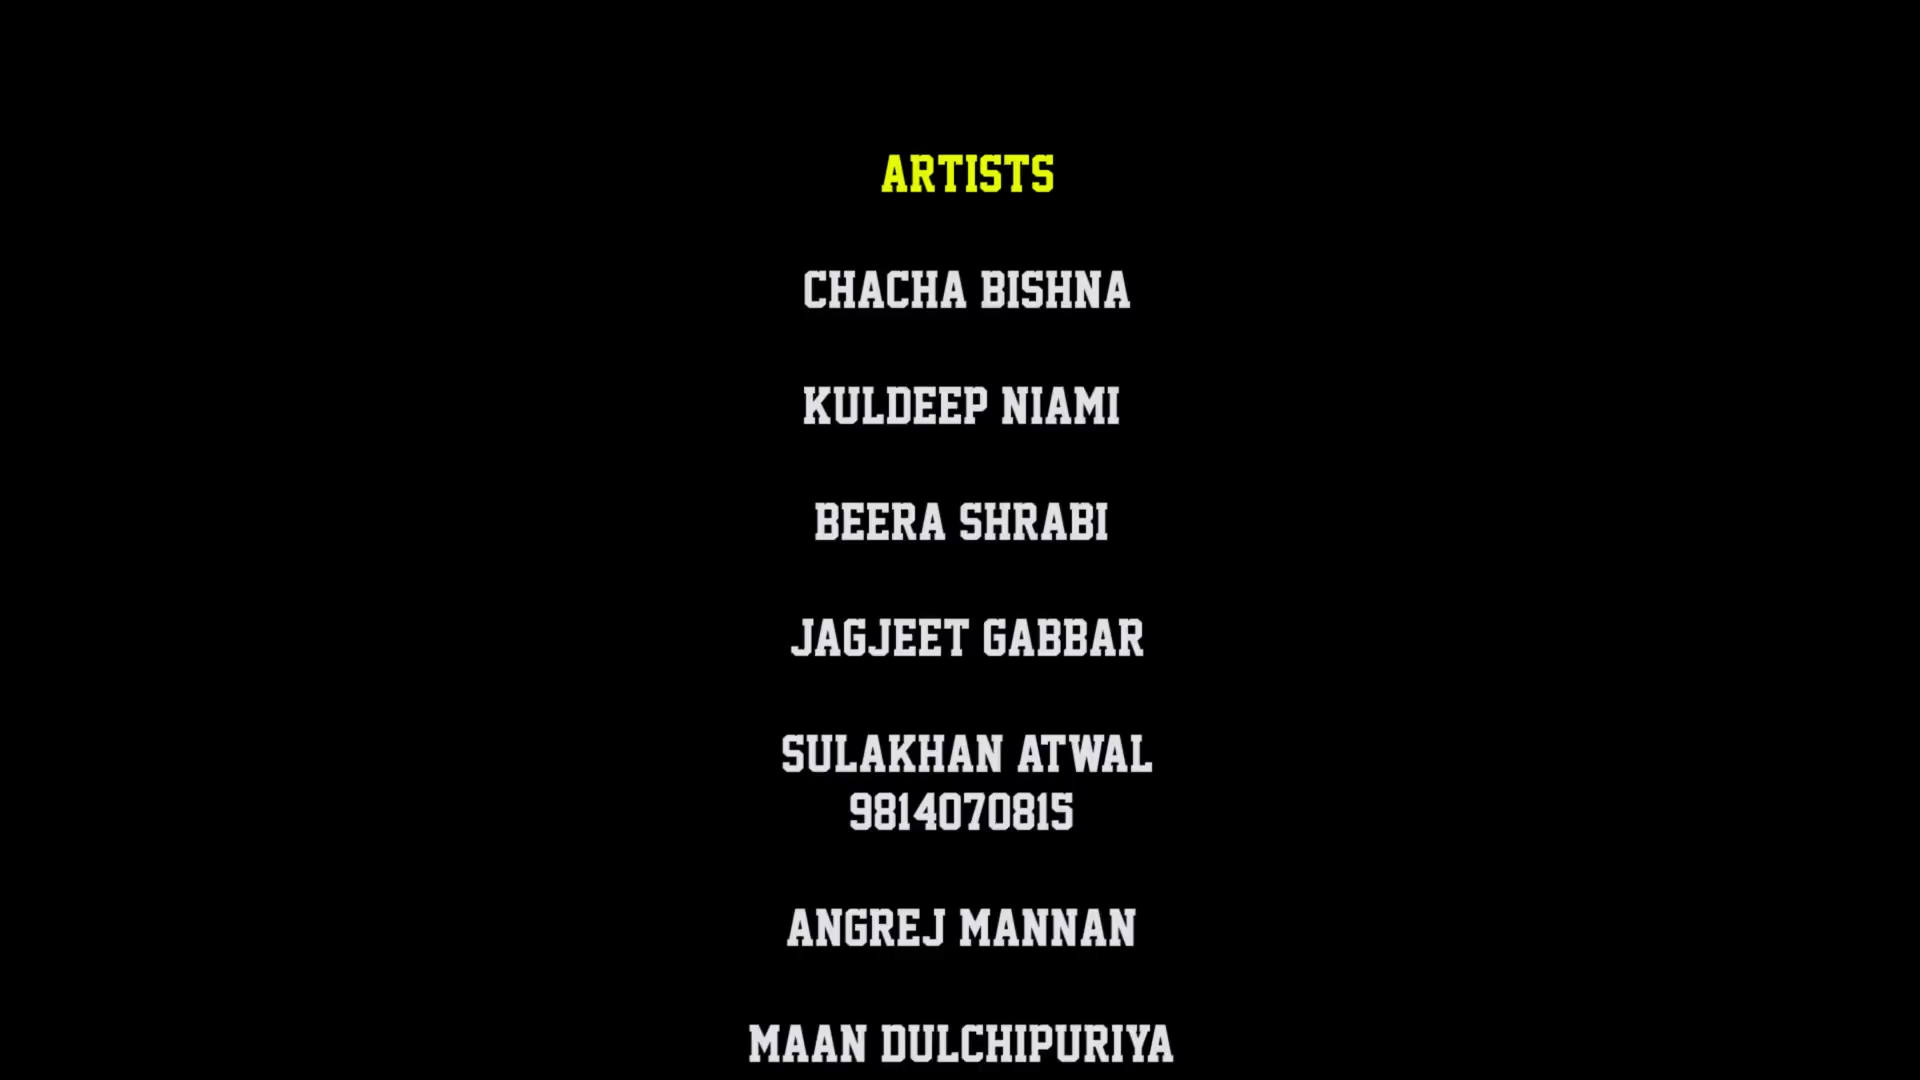 ARTISTS
CHACHA BISHNA
KULDEEP NIAMI
BEERA SHRABI
JAGJEET GABBAR
SULAKHAN ATWAL
9814070815
ANGREJ MANNAN
MAAN DULCHIPURIYA